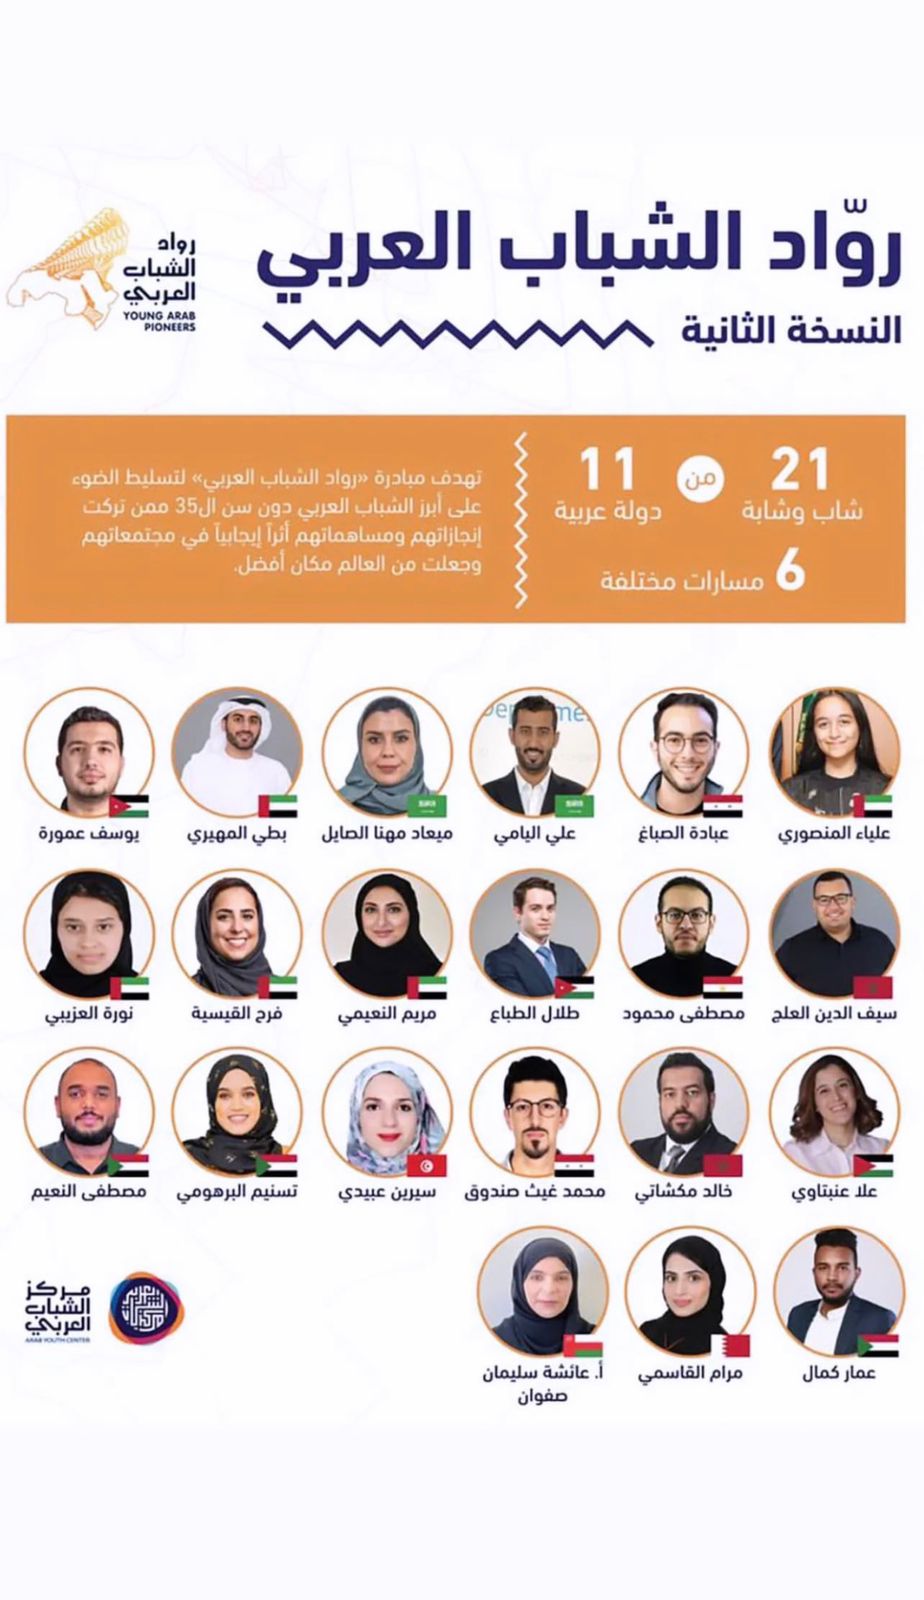 روّاد الشباب العربي
النسخة الثانية
رواد
الشباب
العربي
YOUNG ARAB
PIONEERS
21 من 11
شاب وشابة دولة عربية
6 مسارات مختلفة
تهدف مبادرة «رواد الشباب العربي» لتسليط الضوء
على أبرز الشباب العربي دون سن ال35 ممن تركت
إنجازاتهم ومساهماتهم أثراً إيجابياً في مجتمعاتهم
وجعلت من العالم مكان أفضل.
علياء المنصوري
عبادة الصباغ
علي اليامي
ميعاد مهنا الصايل
بطي المهيري
يوسف عمورة
سيف الدين العلج
مصطفى محمود
طلال الطباع
مريم النعيمي
فرح القيسية
نورة العزيبي
علا عنبتاوي
خالد مكشاتي
محمد غيث صندوق
سيرين عبيدي
تسنيم البرهومي
مصطفى النعيم
عمار كمال
مرام القاسمي
أ. عائشة سليمان
صفوان
مركز
الشباب
العربي
ARAB YOUTH CENTER